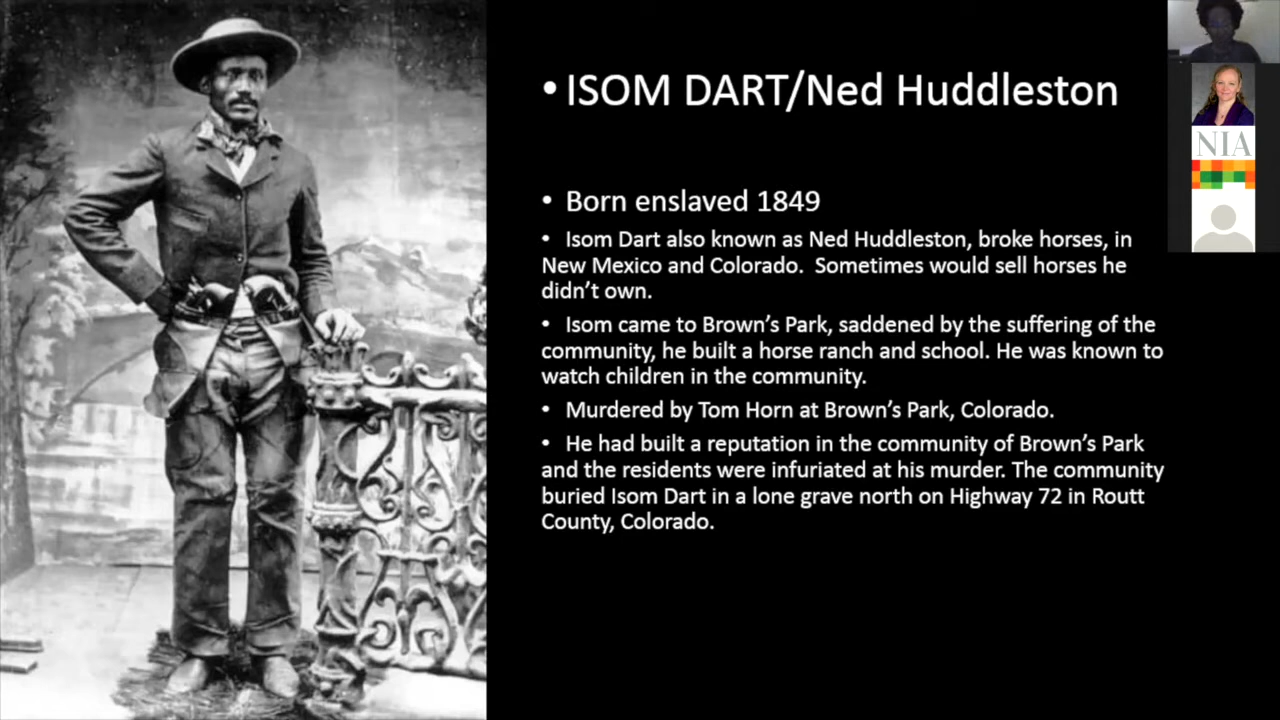 • ISOM DART/Ned Huddleston
• Born enslaved 1849
• Isom Dart also known as Ned Huddleston, broke horses, in
New Mexico and Colorado.  Sometimes would sell horses he
didn’t own.
• Isom came to Brown’s Park, saddened by the suffering of the
community, he built a horse ranch and school. He was known to
watch children in the community.
• Murdered by Tom Horn at Brown’s Park, Colorado.
• He had built a reputation in the community of Brown’s Park
and the residents were infuriated at his murder. The community
buried Isom Dart in a lone grave north on Highway 72 in Routt
County, Colorado.
NIA